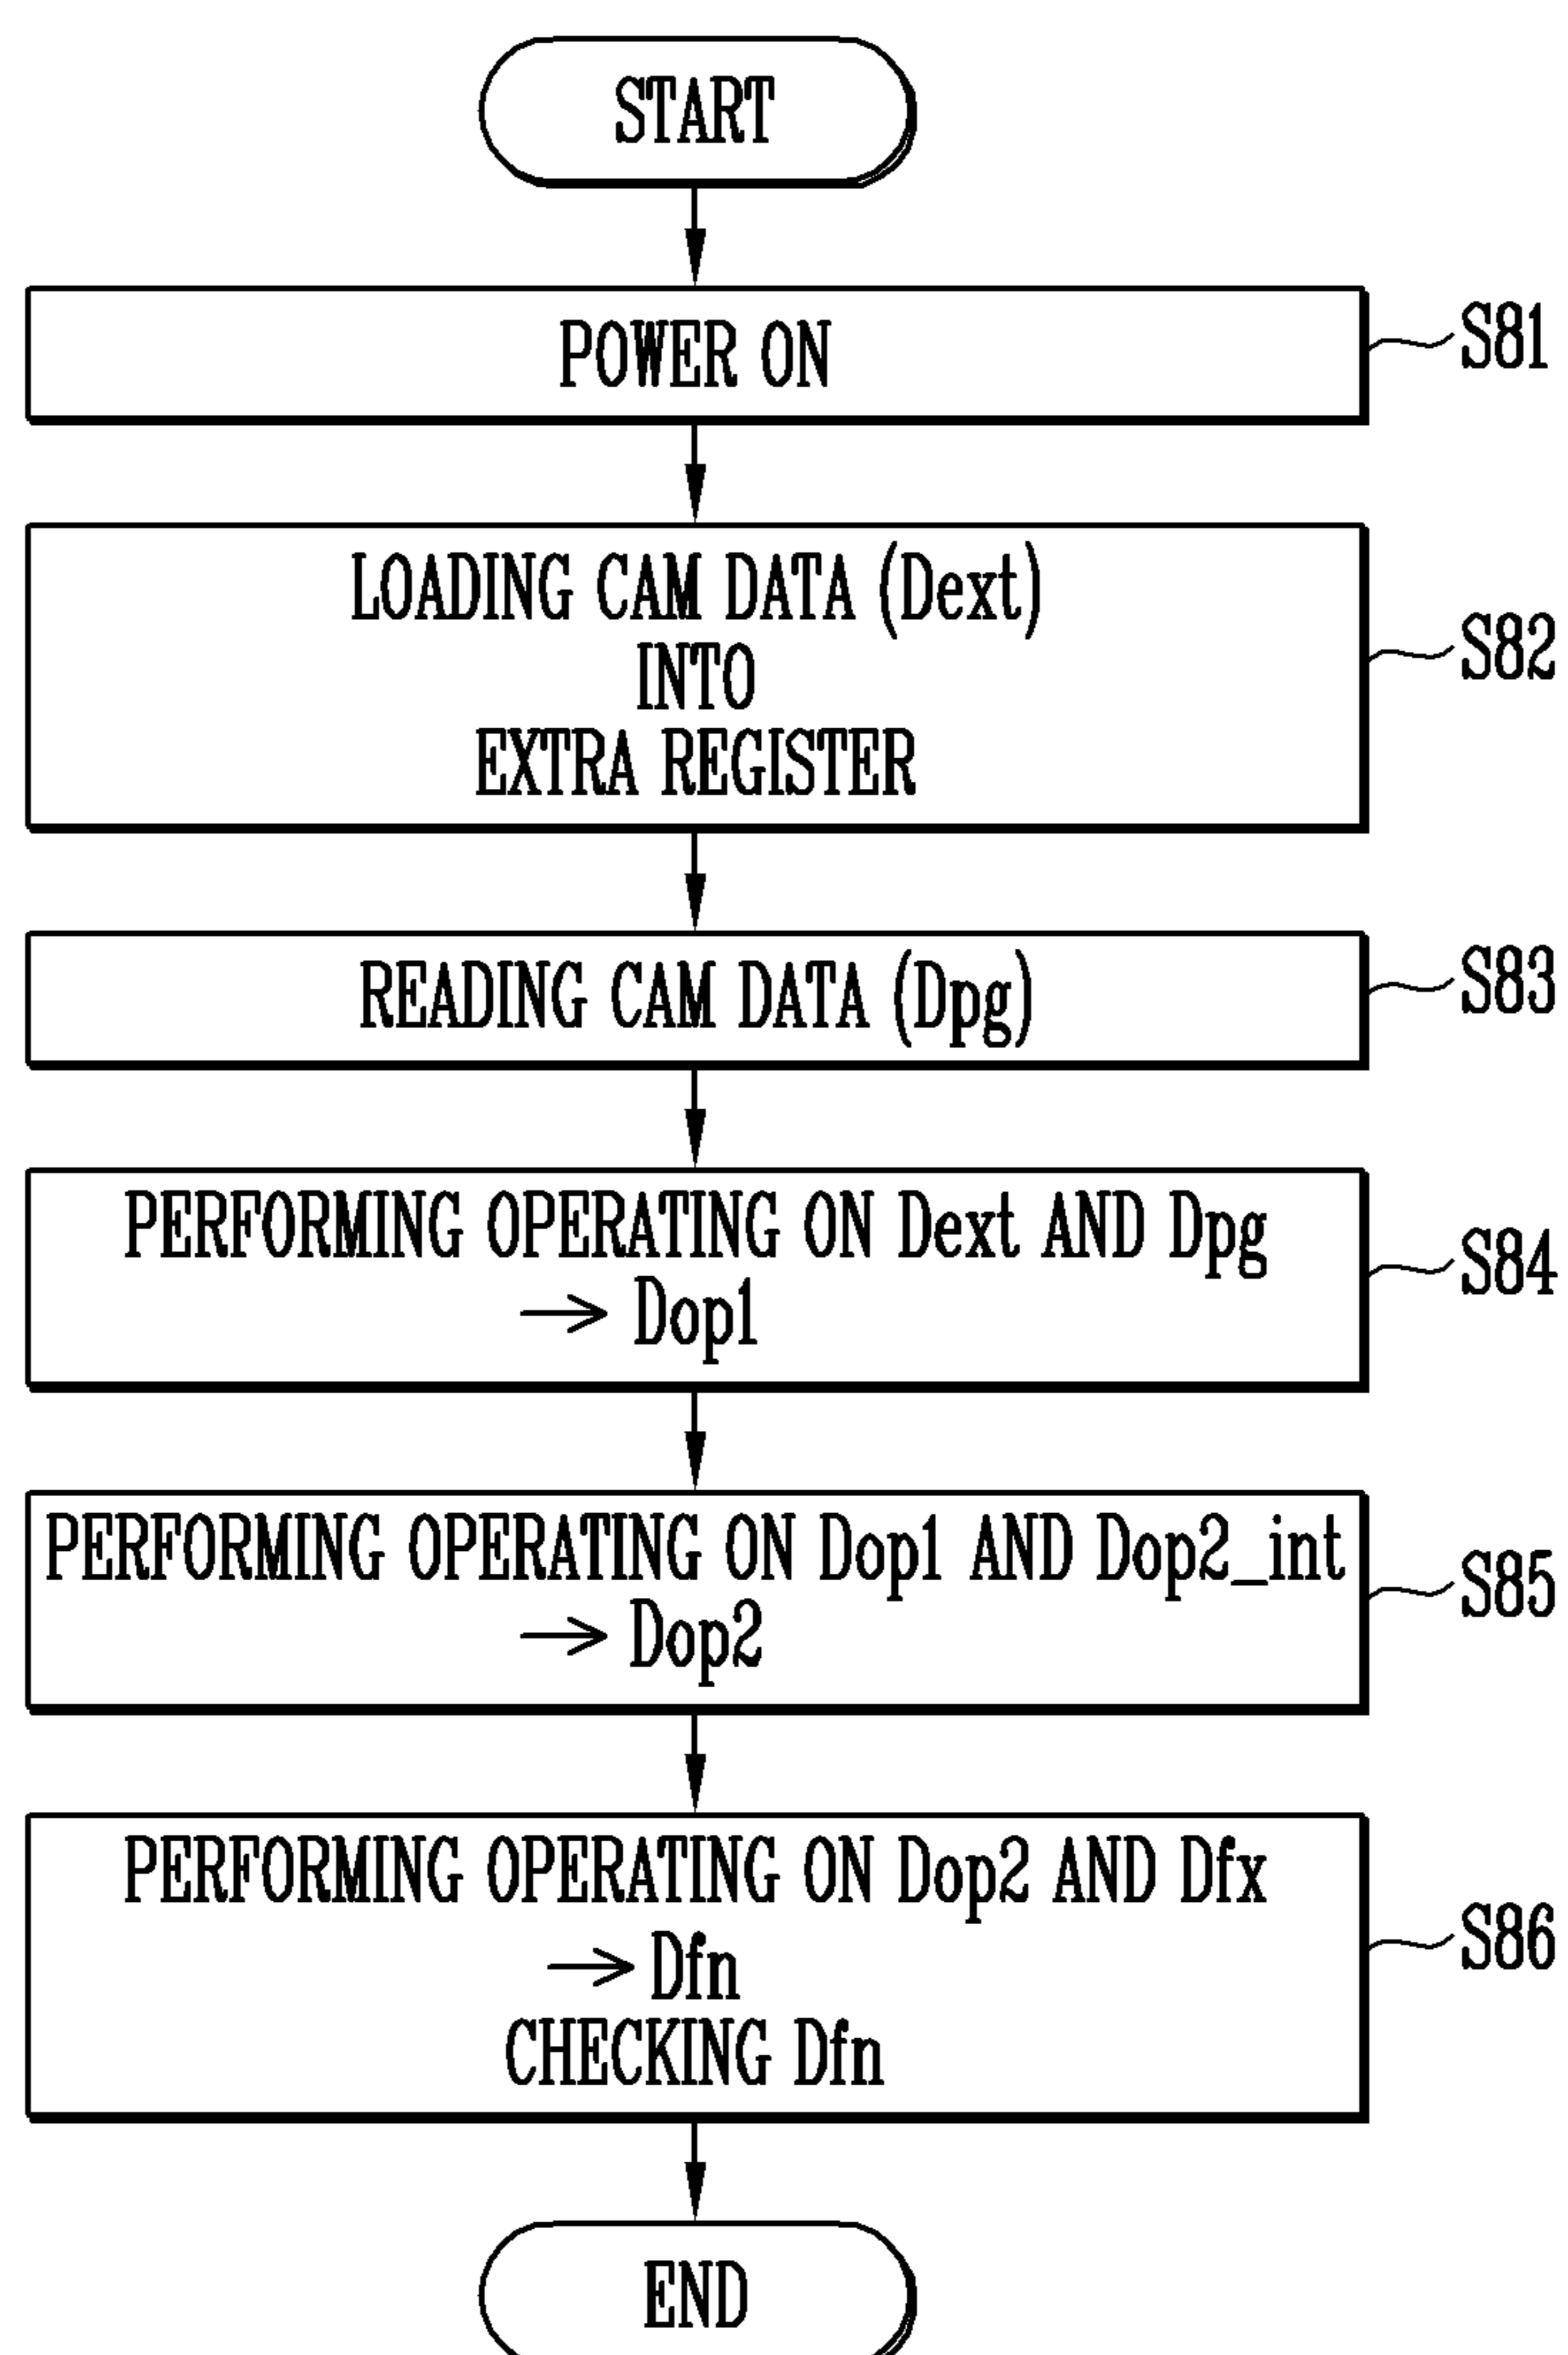 START
POWER ON
S81
LOADING CAM DATA (Dext)
INTO
EXTRA REGISTER
S82
READING CAM DATA (Dpg)
S83
PERFORMING OPERATING ON Dext AND Dpg
→ Dop1
S84
PERFORMING OPERATING ON Dop1 AND Dop2_int
→ Dop2
S85
PERFORMING OPERATING ON Dop2 AND Dfx
→ Dfn
CHECKING Dfn
S86
END